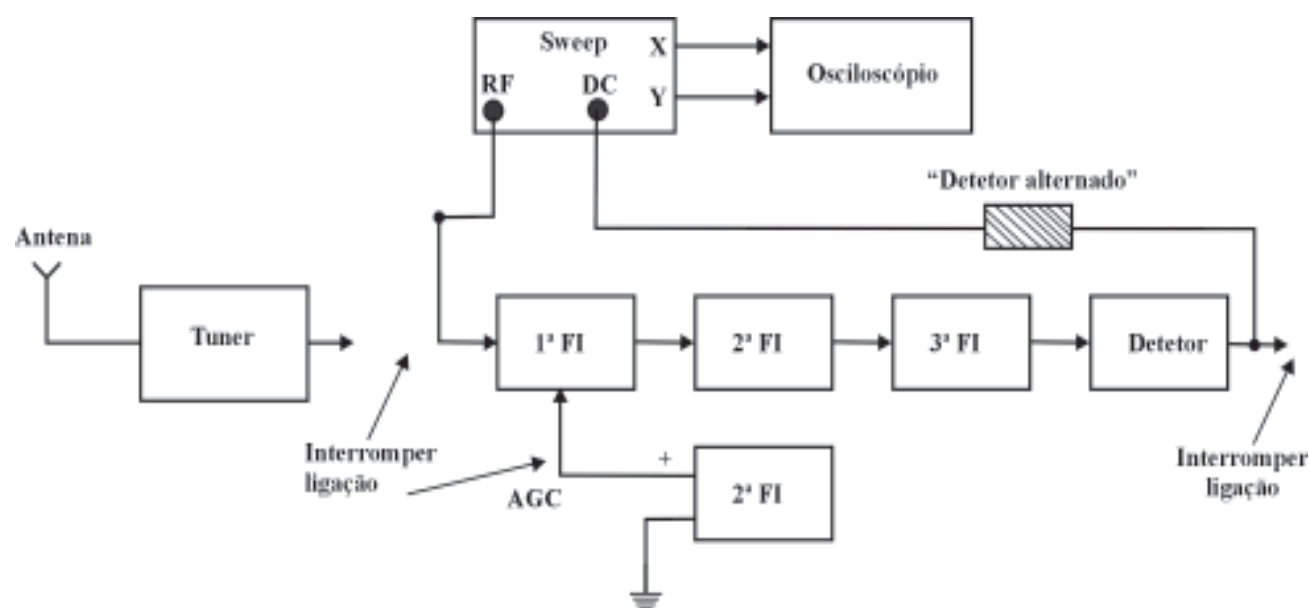 Sweep
X
RF
DC
Y
Osciloscópio
“Detetor alternado”
Antena
Tuner
1ª FI
2ª FI
3ª FI
Detetor
Interromper
ligação
AGC
+
2ª FI
Interromper
ligação